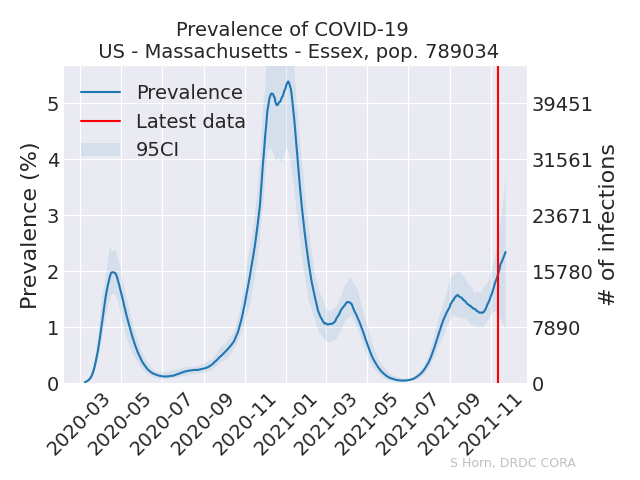 Prevalence of COVID-19
US - Massachusetts - Essex, pop. 789034
Prevalence
Latest data
95CI
Prevalence (%)
5
4
3
2
1
0
39451
31561
23671
15780
7890
0
# of infections
2020-03
2020-05
2020-07
2020-09
2020-11
2021-01
2021-03
2021-05
2021-07
2021-09
2021-11
S Horn, DRDC CORA